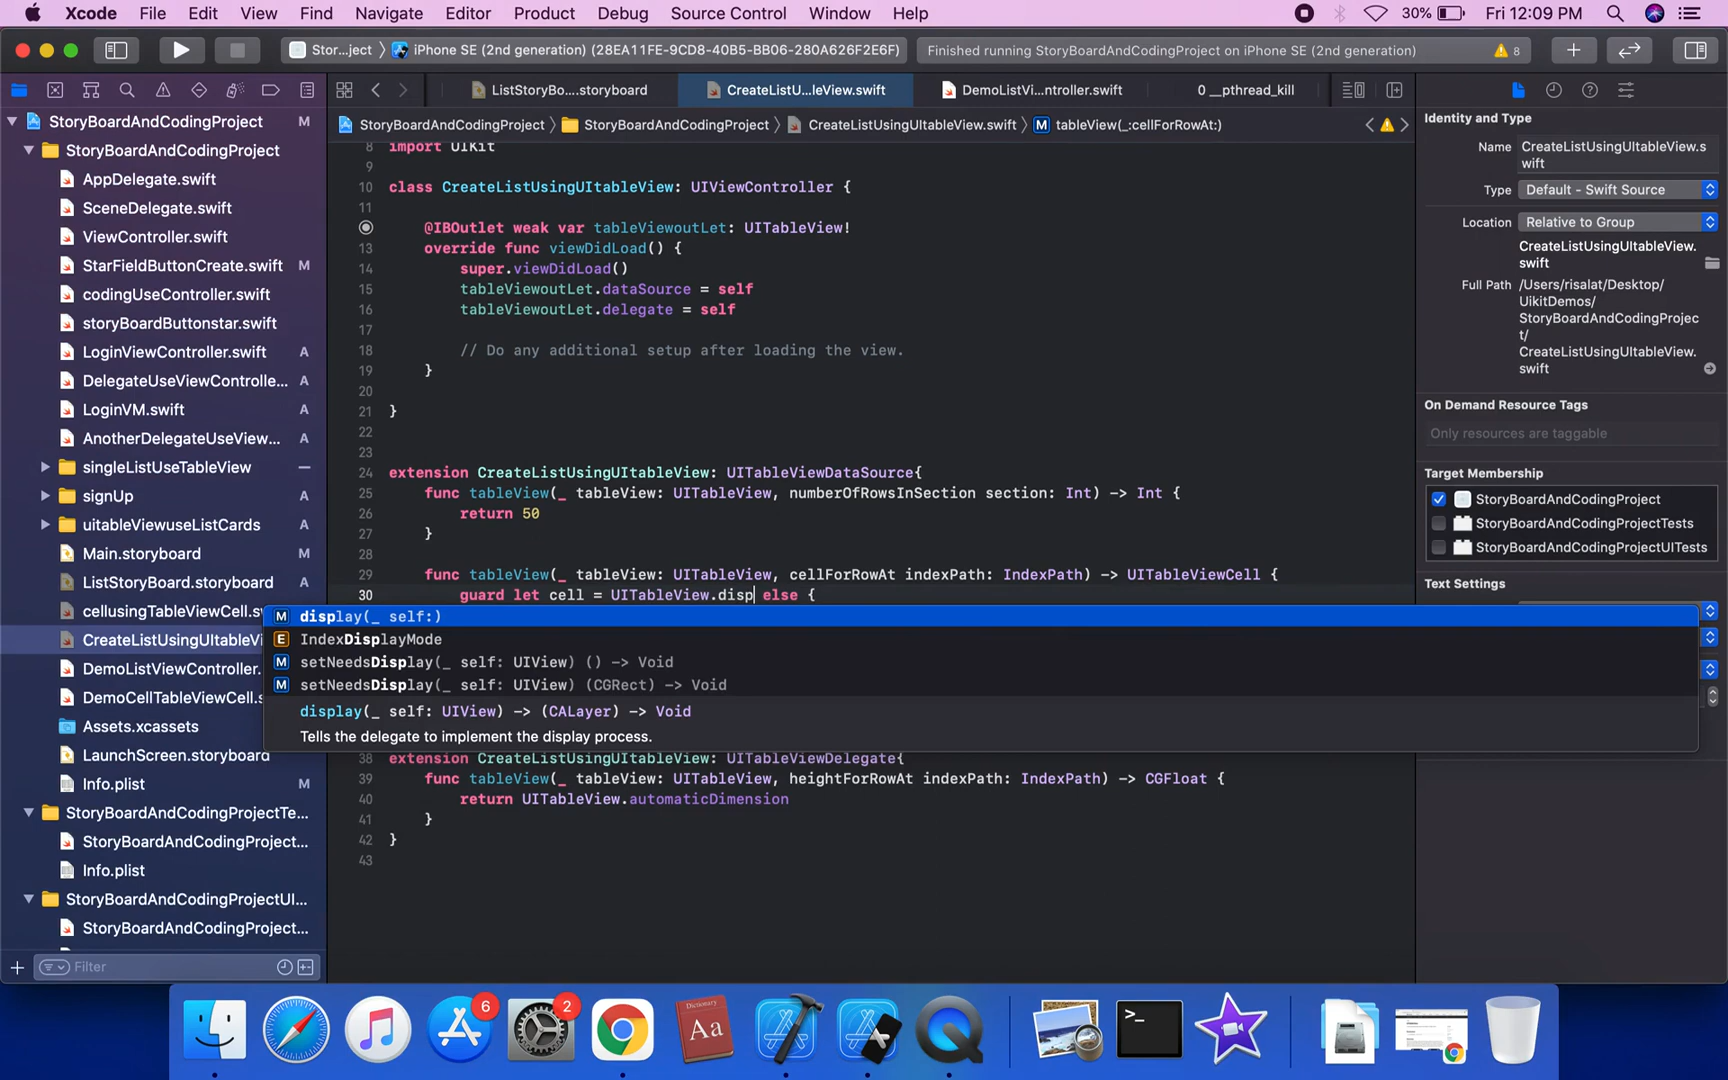 Xcode File Edit View Find Navigate Editor Product Debug Source Control Window Help 30% Fri 12:09 PM
Stor...ject iPhone SE (2nd generation) (28EA11FE-9CD8-40B5-BB06-280A626F2E6F) Finished running StoryBoardAndCodingProject on iPhone SE (2nd generation) 8
ListStoryBo....storyboard CreateListU...leView.swift DemoListVi...ntroller.swift 0 __pthread_kill
StoryBoardAndCodingProject StoryBoardAndCodingProject CreateListUsingUItableView.swift M tableView(_:cellForRowAt:)
StoryBoardAndCodingProject M
StoryBoardAndCodingProject
AppDelegate.swift
SceneDelegate.swift
ViewController.swift
StarFieldButtonCreate.swift M
codingUseController.swift
storyBoardButtonstar.swift
LoginViewController.swift A
DelegateUseViewControlle... A
LoginVM.swift A
AnotherDelegateUseView... A
singleListUseTableView
signUp A
uitableViewuseListCards A
Main.storyboard M
ListStoryBoard.storyboard
cellusingTableViewCell.sw
CreateListUsingUItableVi
DemoListViewController.
DemoCellTableViewCell.s
Assets.xcassets
LaunchScreen.storyboard
Info.plist M
StoryBoardAndCodingProjectTe...
StoryBoardAndCodingProject...
Info.plist
StoryBoardAndCodingProjectUI...
StoryBoardAndCodingProject...
Filter
8 import UIKit
9
10 class CreateListUsingUItableView: UIViewController {
11
@IBOutlet weak var tableViewoutLet: UITableView!
13 override func viewDidLoad() {
14 super.viewDidLoad()
15 tableViewoutLet.dataSource = self
16 tableViewoutLet.delegate = self
17
18 // Do any additional setup after loading the view.
19 }
20
21 }
22
23
24 extension CreateListUsingUItableView: UITableViewDataSource{
25 func tableView(_ tableView: UITableView, numberOfRowsInSection section: Int) -> Int {
26 return 50
27 }
28
29 func tableView(_ tableView: UITableView, cellForRowAt indexPath: IndexPath) -> UITableViewCell {
30 guard let cell = UITableView.disp else {
M display(_ self:)
E IndexDisplayMode
M setNeedsDisplay(_ self: UIView) () -> Void
M setNeedsDisplay(_ self: UIView) (CGRect) -> Void
display(_ self: UIView) -> (CALayer) -> Void
Tells the delegate to implement the display process.
38 extension CreateListUsingUItableView: UITableViewDelegate{
39 func tableView(_ tableView: UITableView, heightForRowAt indexPath: IndexPath) -> CGFloat {
40 return UITableView.automaticDimension
41 }
42 }
43
Identity and Type
Name CreateListUsingUItableView.s
wift
Type Default - Swift Source
Location Relative to Group
CreateListUsingUItableView.
swift
Full Path /Users/risalat/Desktop/
UikitDemos/
StoryBoardAndCodingProjec
t/
CreateListUsingUItableView.
swift
On Demand Resource Tags
Only resources are taggable
Target Membership
StoryBoardAndCodingProject
StoryBoardAndCodingProjectTests
StoryBoardAndCodingProjectUITests
Text Settings
6
2
Aa
>_